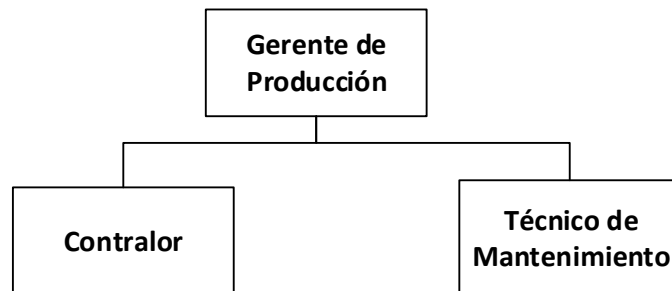 Gerente de
Producción
Contralor
Técnico de
Mantenimiento